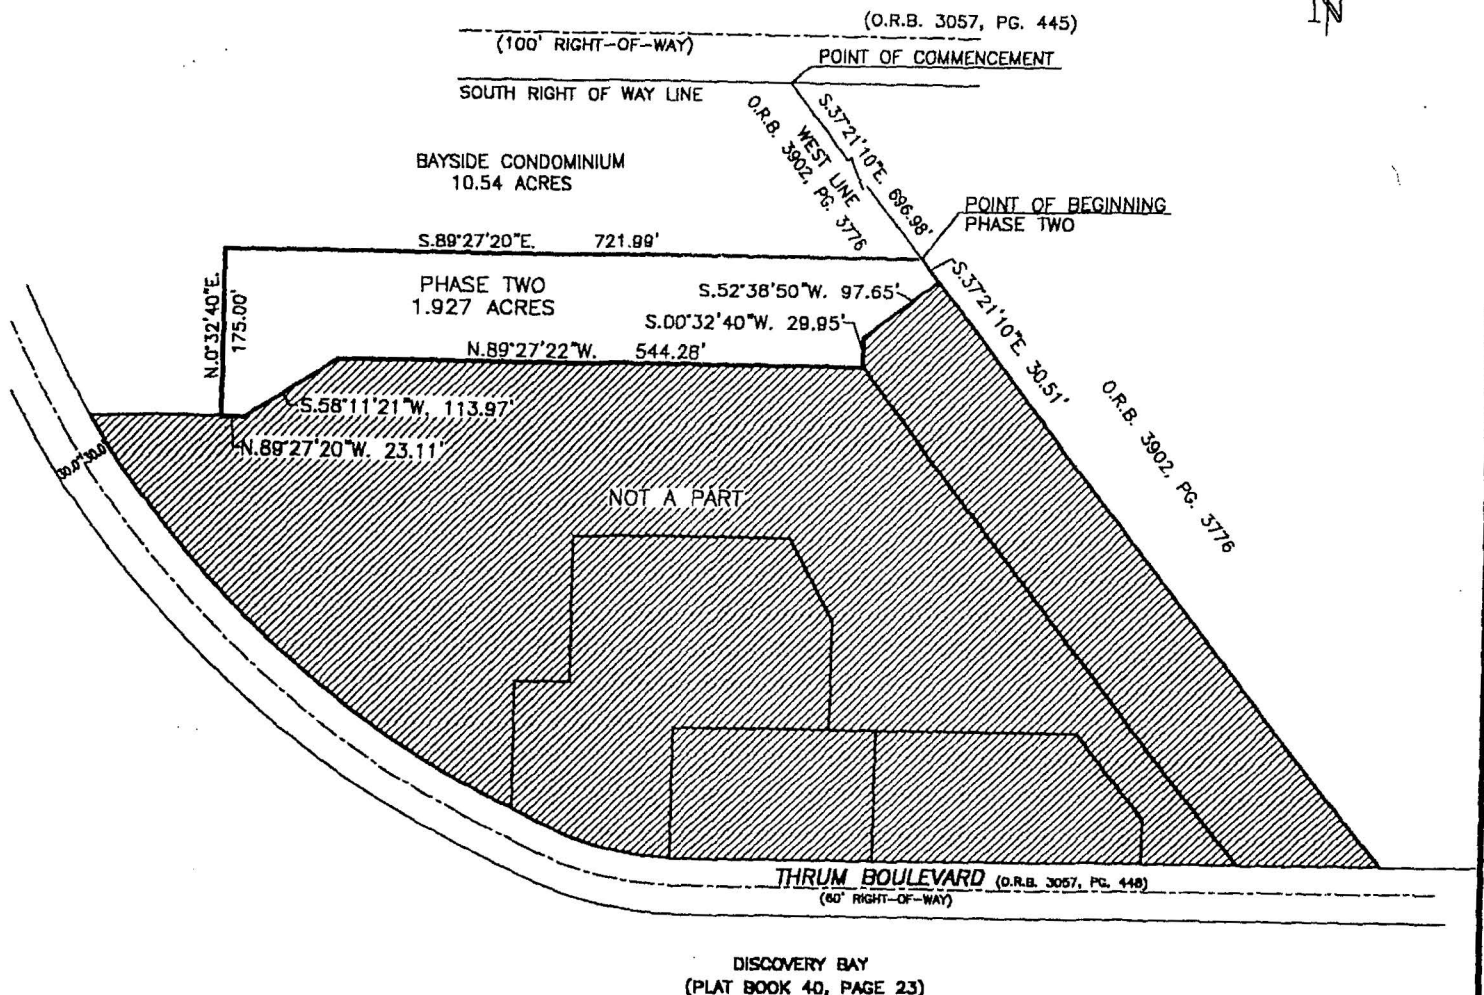 (O.R.B. 3057, PG. 445)
N
(100' RIGHT-OF-WAY)
POINT OF COMMENCEMENT
SOUTH RIGHT OF WAY LINE
S.37°21'10"E. 696.98'
WEST LINE
O.R.B. 3902, PG. 3776
BAYSIDE CONDOMINIUM
10.54 ACRES
POINT OF BEGINNING
PHASE TWO
S.89°27'20"E. 721.99'
N.0°32'40"E.
175.00'
PHASE TWO
1.927 ACRES
S.52°38'50"W. 97.65'
S.00°32'40"W. 29.95'
S.37°21'10"E. 30.51'
N.89°27'22"W. 544.28'
S.58°11'21"W. 113.97'
N.89°27'20"W. 23.11'
30.0' 30.0'
O.R.B. 3902, PG. 3776
NOT A PART
THRUM BOULEVARD (O.R.B. 3057, PG. 448)
(60' RIGHT-OF-WAY)
DISCOVERY BAY
(PLAT BOOK 40, PAGE 23)